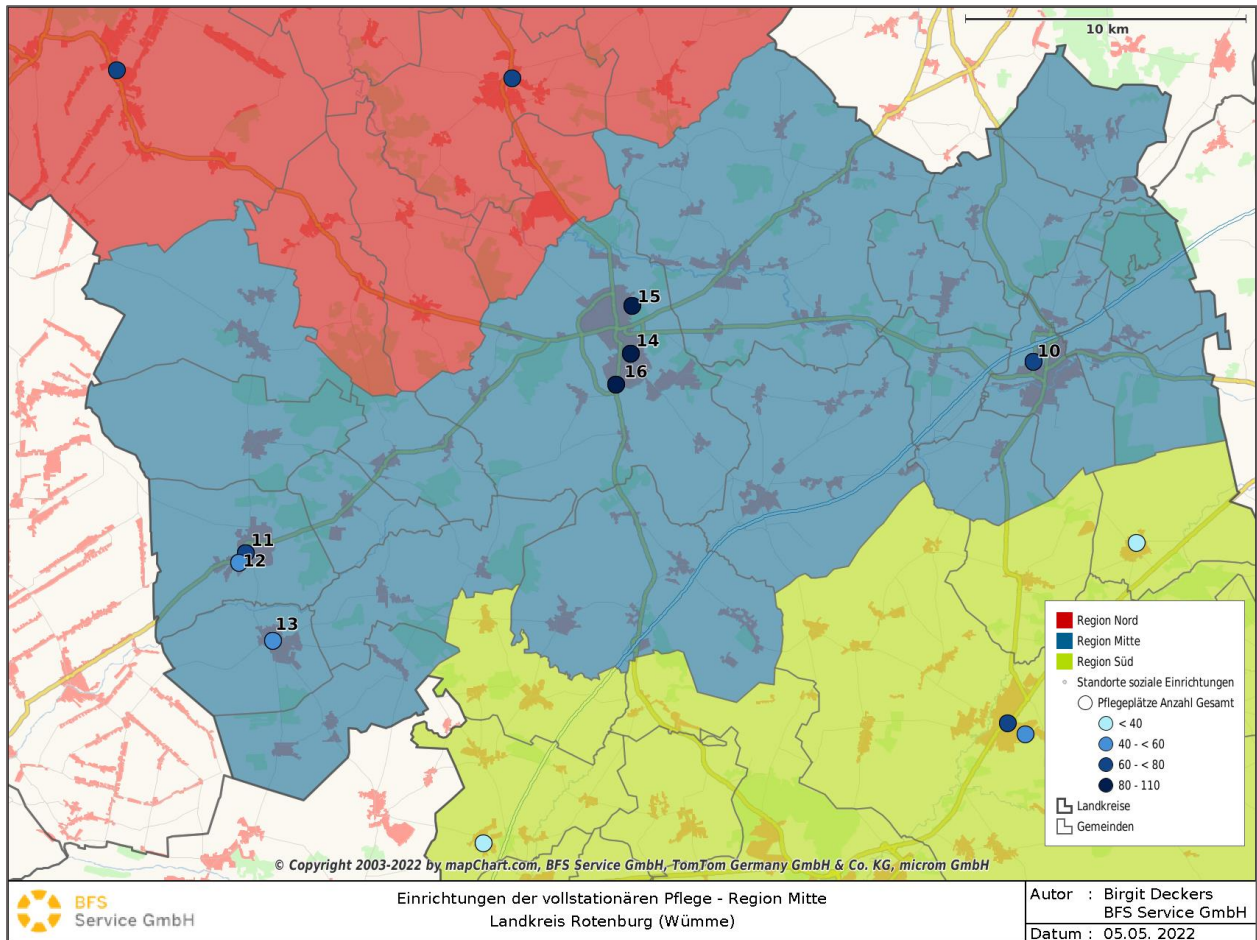 10 km
15
14
16
10
11
12
13
Region Nord
Region Mitte
Region Süd
Standorte soziale Einrichtungen
Pflegeplätze Anzahl Gesamt
< 40
40 - < 60
60 - < 80
80 - 110
Landkreise
Gemeinden
© Copyright 2003-2022 by mapChart.com, BFS Service GmbH, TomTom Germany GmbH & Co. KG, microm GmbH
BFS
Service GmbH
Einrichtungen der vollstationären Pflege - Region Mitte
Landkreis Rotenburg (Wümme)
Autor : Birgit Deckers
BFS Service GmbH
Datum : 05.05. 2022